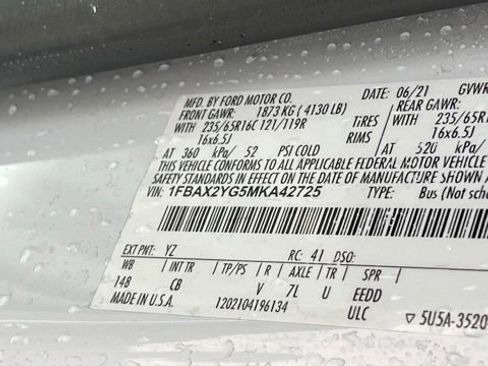 MFD. BY FORD MOTOR CO. DATE: 06/21 GVWR
FRONT GAWR: 1873 KG ( 4130 LB) REAR GAWR:
WITH 235/65R16C 121/119R TIRES WITH 235/65R
16x6.5J RIMS 16x6.5J
AT 360 kPa/ 52 PSI COLD AT 520 kPa/
THIS VEHICLE CONFORMS TO ALL APPLICABLE FEDERAL MOTOR VEHICLE
SAFETY STANDARDS IN EFFECT ON THE DATE OF MANUFACTURE SH
VIN: 1FBAX2YG5MKA42725 TYPE: Bus (Not sch
EXT PNT: YZ RC: 41 DSO:
WB INT TR TP/PS R AXLE TR SPR
148 CB V 7L U EEDD
MADE IN U.S.A. 120210419​6134 ULC ▽ 5U5A-3520